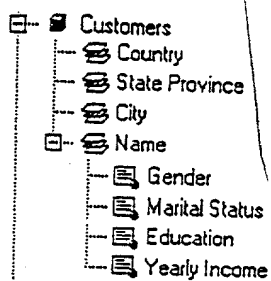 Customers
Country
State Province
City
Name
Gender
Marital Status
Education
Yearly Income